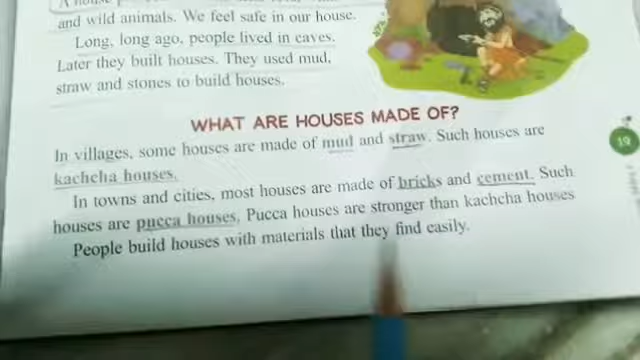 and wild animals. We feel safe in our house.
Long, long ago, people lived in caves.
Later they built houses. They used mud,
straw and stones to build houses.
WHAT ARE HOUSES MADE OF?
In villages, some houses are made of mud and straw. Such houses are
kachcha houses.
In towns and cities, most houses are made of bricks and cement. Such
houses are pucca houses. Pucca houses are stronger than kachcha houses
People build houses with materials that they find easily.
19